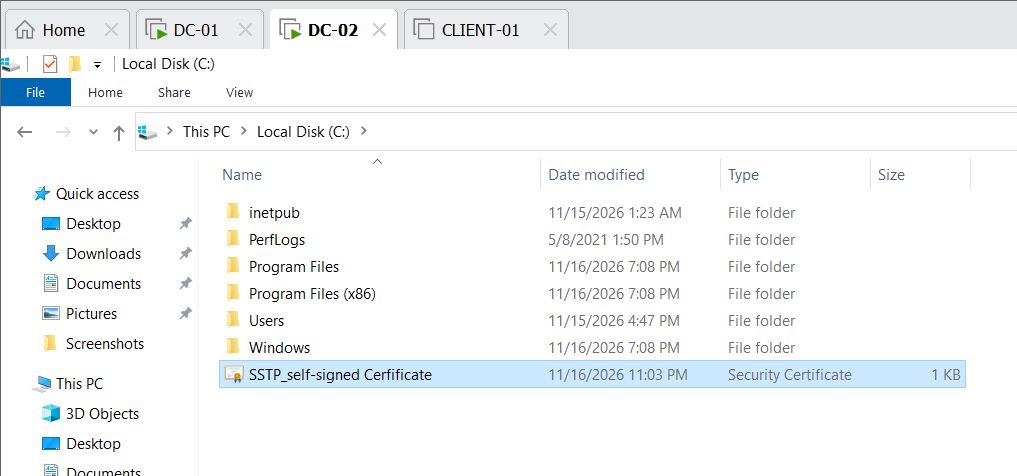 Home DC-01 DC-02 CLIENT-01
Local Disk (C:)
File Home Share View
This PC Local Disk (C:)
Name Date modified Type Size
Quick access
Desktop
Downloads
Documents
Pictures
Screenshots
This PC
3D Objects
Desktop
Documents
inetpub 11/15/2026 1:23 AM File folder
PerfLogs 5/8/2021 1:50 PM File folder
Program Files 11/16/2026 7:08 PM File folder
Program Files (x86) 11/16/2026 7:08 PM File folder
Users 11/15/2026 4:47 PM File folder
Windows 11/16/2026 7:08 PM File folder
SSTP_self-signed Cerfificate 11/16/2026 11:03 PM Security Certificate 1 KB